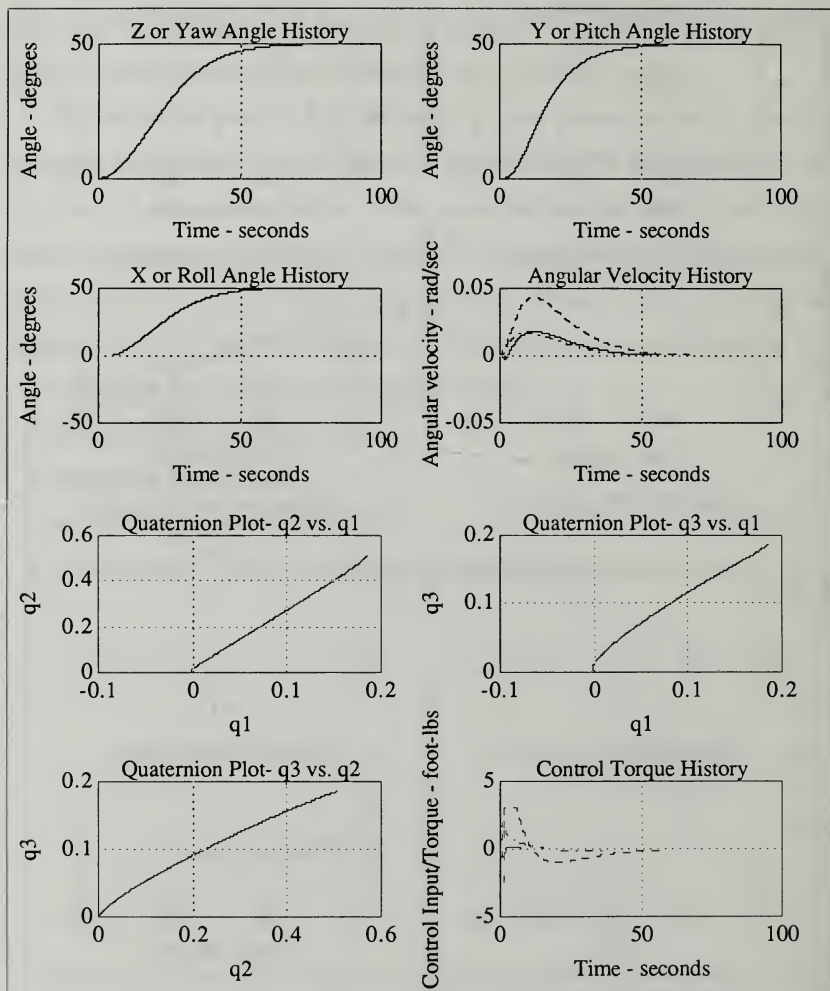 Z or Yaw Angle History
50
Angle - degrees
0
0
50
100
Time - seconds
Y or Pitch Angle History
50
Angle - degrees
0
0
50
100
Time - seconds
X or Roll Angle History
50
Angle - degrees
0
-50
0
50
100
Time - seconds
Angular Velocity History
0.05
Angular velocity - rad/sec
0
-0.05
0
50
100
Time - seconds
Quaternion Plot- q2 vs. q1
0.6
0.4
q2
0.2
0
-0.1
0
0.1
0.2
q1
Quaternion Plot- q3 vs. q1
0.2
q3
0.1
0
-0.1
0
0.1
0.2
q1
Quaternion Plot- q3 vs. q2
0.2
q3
0.1
0
0
0.2
0.4
0.6
q2
Control Torque History
5
Control Input/Torque - foot-lbs
0
-5
0
50
100
Time - seconds